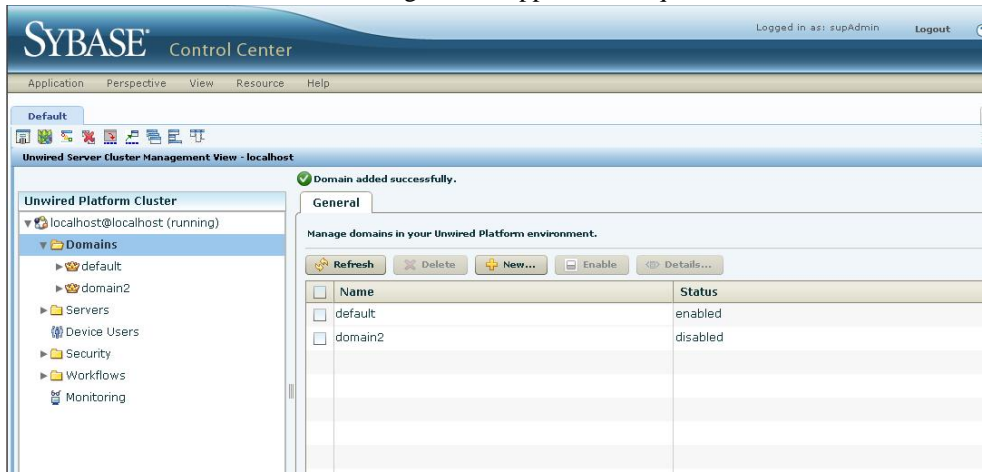 Logged in as: supAdmin Logout
SYBASE Control Center
Application Perspective View Resource Help
Default
Unwired Server Cluster Management View - localhost
Domain added successfully.
Unwired Platform Cluster
General
localhost@localhost (running)
Manage domains in your Unwired Platform environment.
Domains
Refresh Delete New... Enable Details...
default
domain2
Servers
Device Users
Security
Workflows
Monitoring
Name Status
default enabled
domain2 disabled